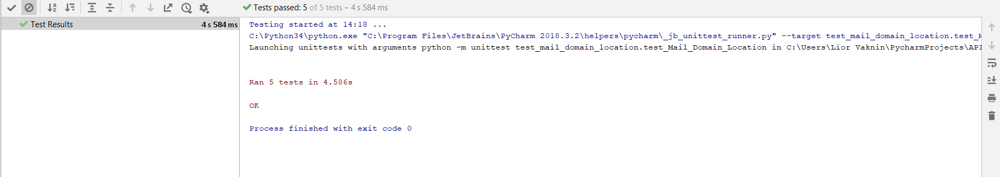 Tests passed: 5 of 5 tests – 4 s 584 ms
Test Results 4 s 584 ms
Testing started at 14:18 ...
C:\Python34\python.exe "C:\Program Files\JetBrains\PyCharm 2018.3.2\helpers\pycharm\_jb_unittest_runner.py" --target test_mail_domain_location.test_M
Launching unittests with arguments python -m unittest test_mail_domain_location.test_Mail_Domain_Location in C:\Users\Lior Vaknin\PycharmProjects\API
Ran 5 tests in 4.586s
OK
Process finished with exit code 0